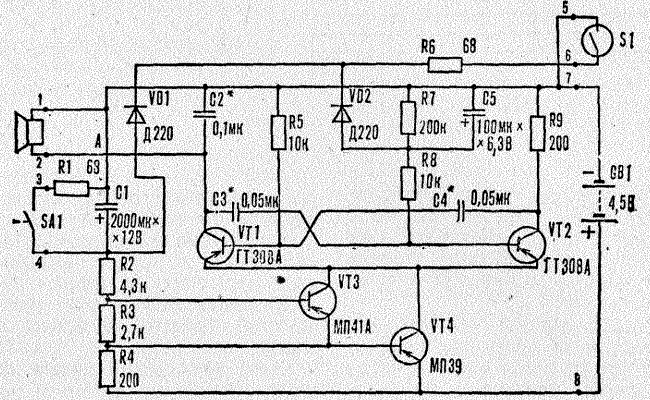 5
R6 68
6
S1
7
1
VD1
C2*
VD2
R7
C5
Д220
0,1мк
R5
10к
200к
Д220
100мк×
×6,3В
R9
200
A
2
R1 68
3
C1
2000мк×
×12В
SA1
4
R8
10к
GB1
4,5В
C3* 0,05мк
C4* 0,05мк
VT1
ГТ308А
VT2
ГТ308А
R2
4,3к
VT3
R3
2,7к
МП41А
VT4
R4
200
МП39
8